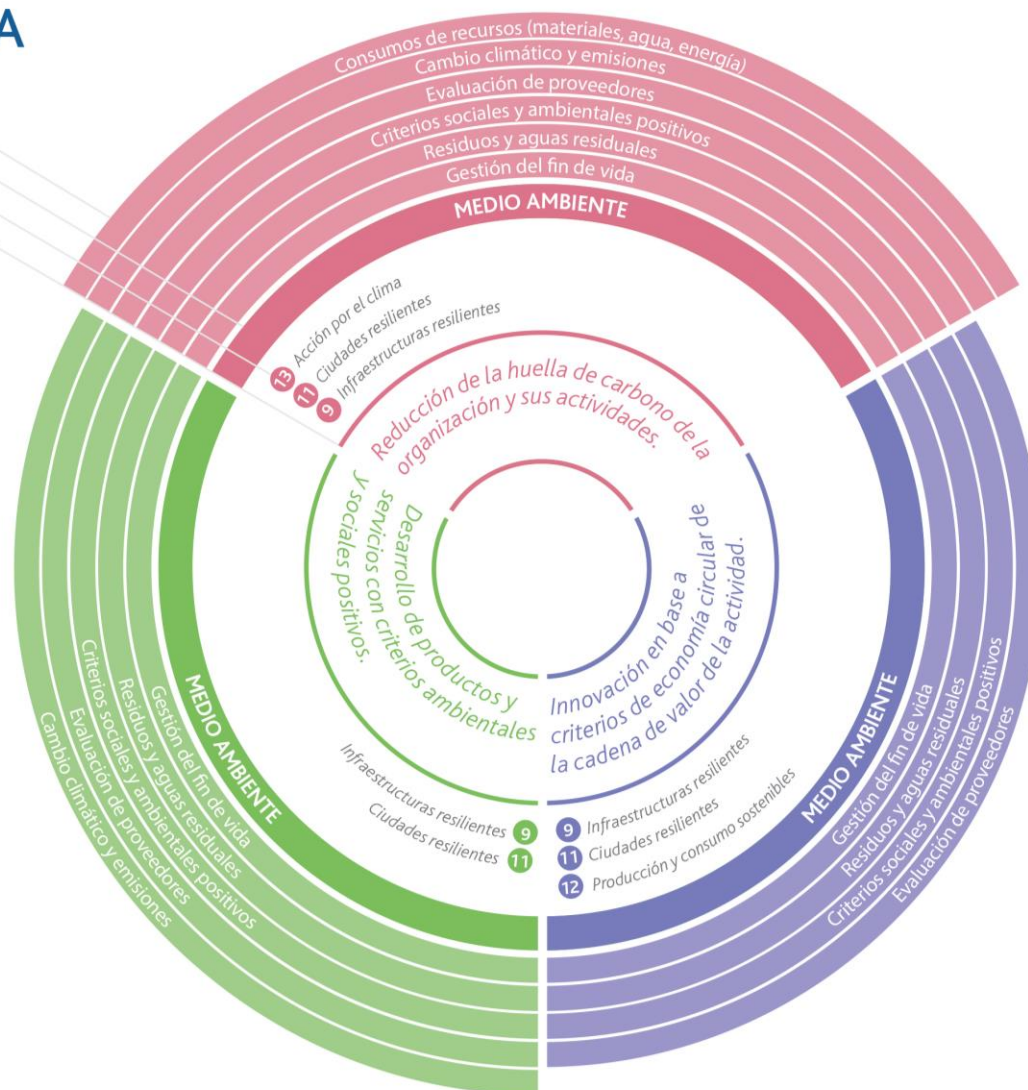 A
Consumos de recursos (materiales, agua, energía)
Cambio climático y emisiones
Evaluación de proveedores
Criterios sociales y ambientales positivos
Residuos y aguas residuales
Gestión del fin de vida
MEDIO AMBIENTE
13 Acción por el clima
11 Ciudades resilientes
9 Infraestructuras resilientes
Reducción de la huella de carbono de la
organización y sus actividades.
Desarrollo de productos y
servicios con criterios ambientales
y sociales positivos.
Infraestructuras resilientes 9
Ciudades resilientes 11
MEDIO AMBIENTE
Gestión del fin de vida
Residuos y aguas residuales
Criterios sociales y ambientales positivos
Evaluación de proveedores
Cambio climático y emisiones
Innovación en base a
criterios de economía circular de
la cadena de valor de la actividad.
9 Infraestructuras resilientes
11 Ciudades resilientes
12 Producción y consumo sostenibles
MEDIO AMBIENTE
Gestión del fin de vida
Residuos y aguas residuales
Criterios sociales y ambientales positivos
Evaluación de proveedores